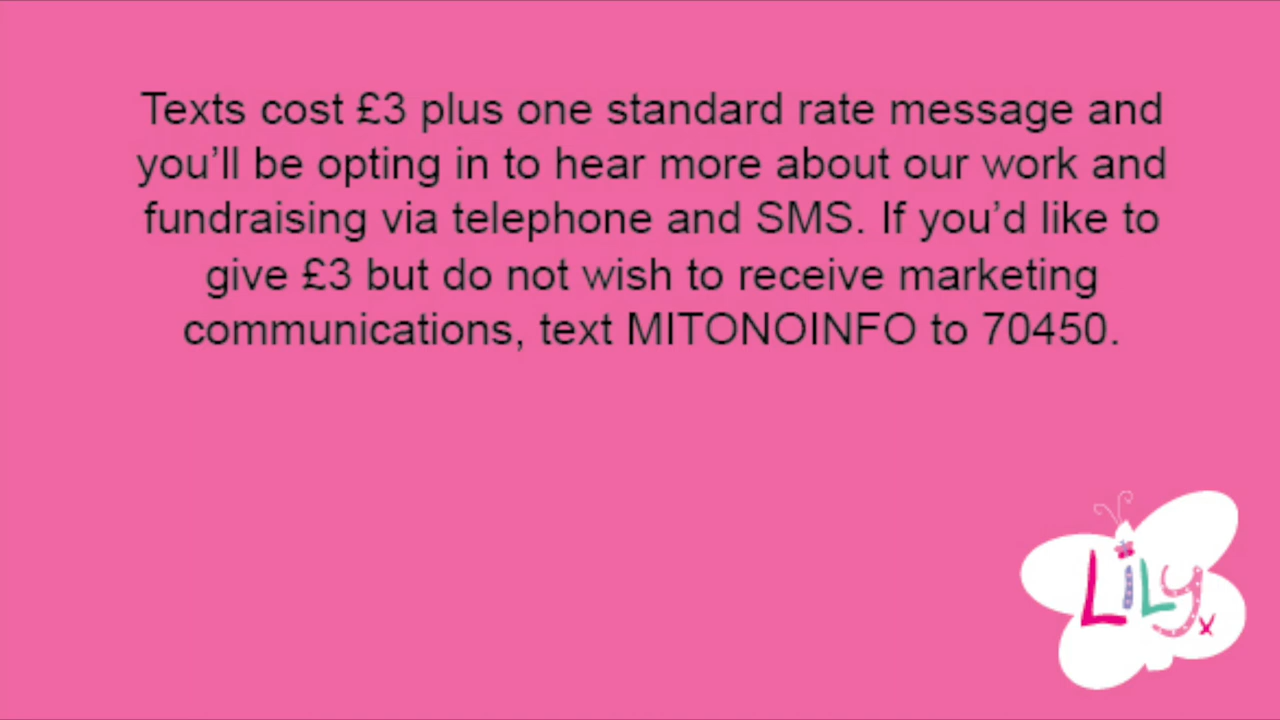 Texts cost £3 plus one standard rate message and
you’ll be opting in to hear more about our work and
fundraising via telephone and SMS. If you’d like to
give £3 but do not wish to receive marketing
communications, text MITONOINFO to 70450.
LiLy x